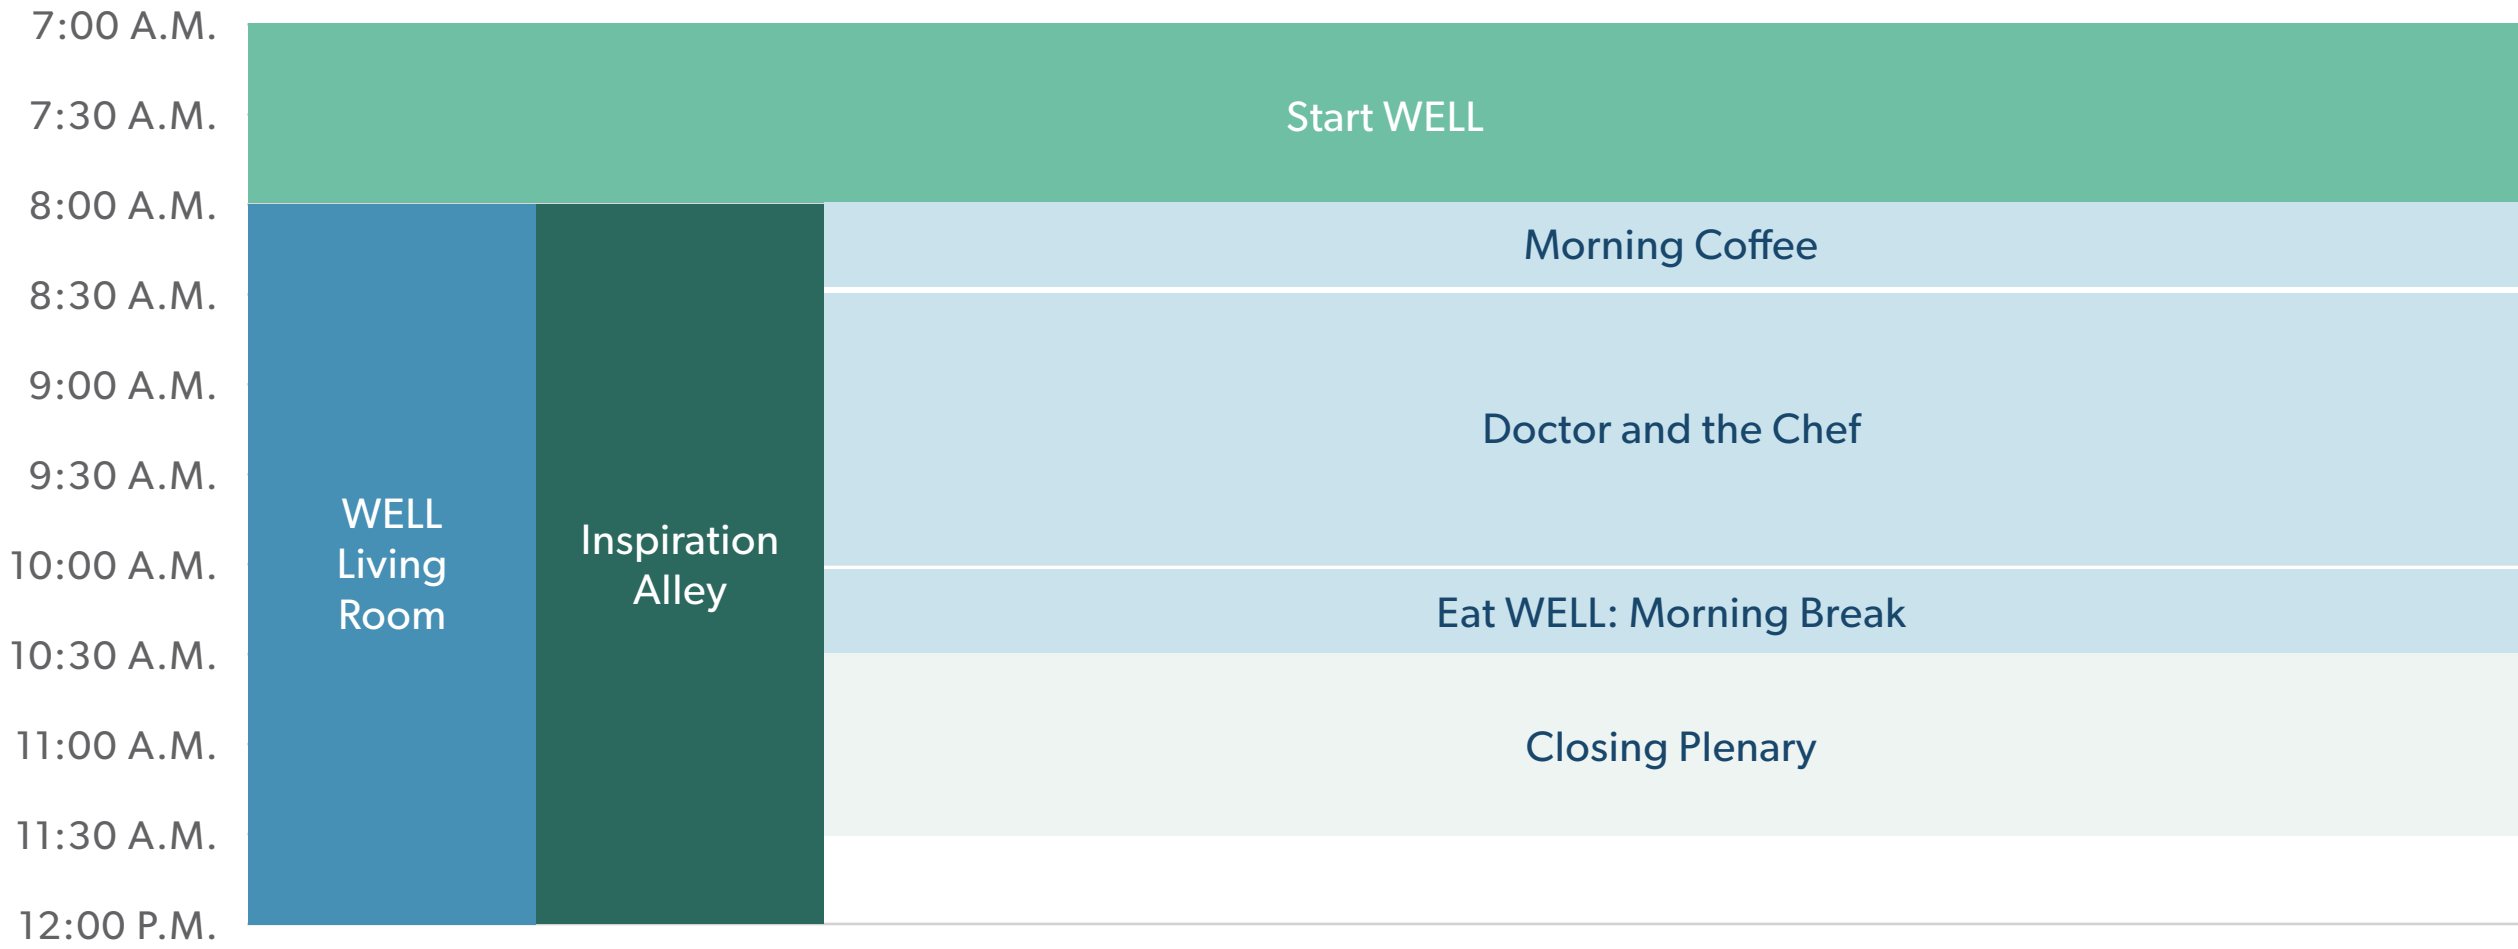 7:00 A.M.
7:30 A.M.
Start WELL
8:00 A.M.
Morning Coffee
8:30 A.M.
9:00 A.M.
Doctor and the Chef
9:30 A.M.
WELL
Living
Room
Inspiration
Alley
10:00 A.M.
Eat WELL: Morning Break
10:30 A.M.
11:00 A.M.
Closing Plenary
11:30 A.M.
12:00 P.M.